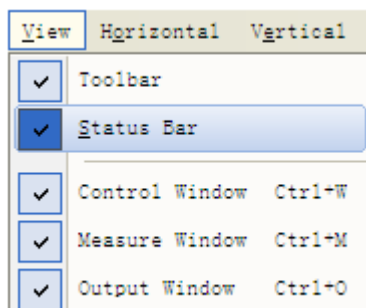 View Horizontal Vertical
Toolbar
Status Bar
Control Window Ctrl+W
Measure Window Ctrl+M
Output Window Ctrl+O